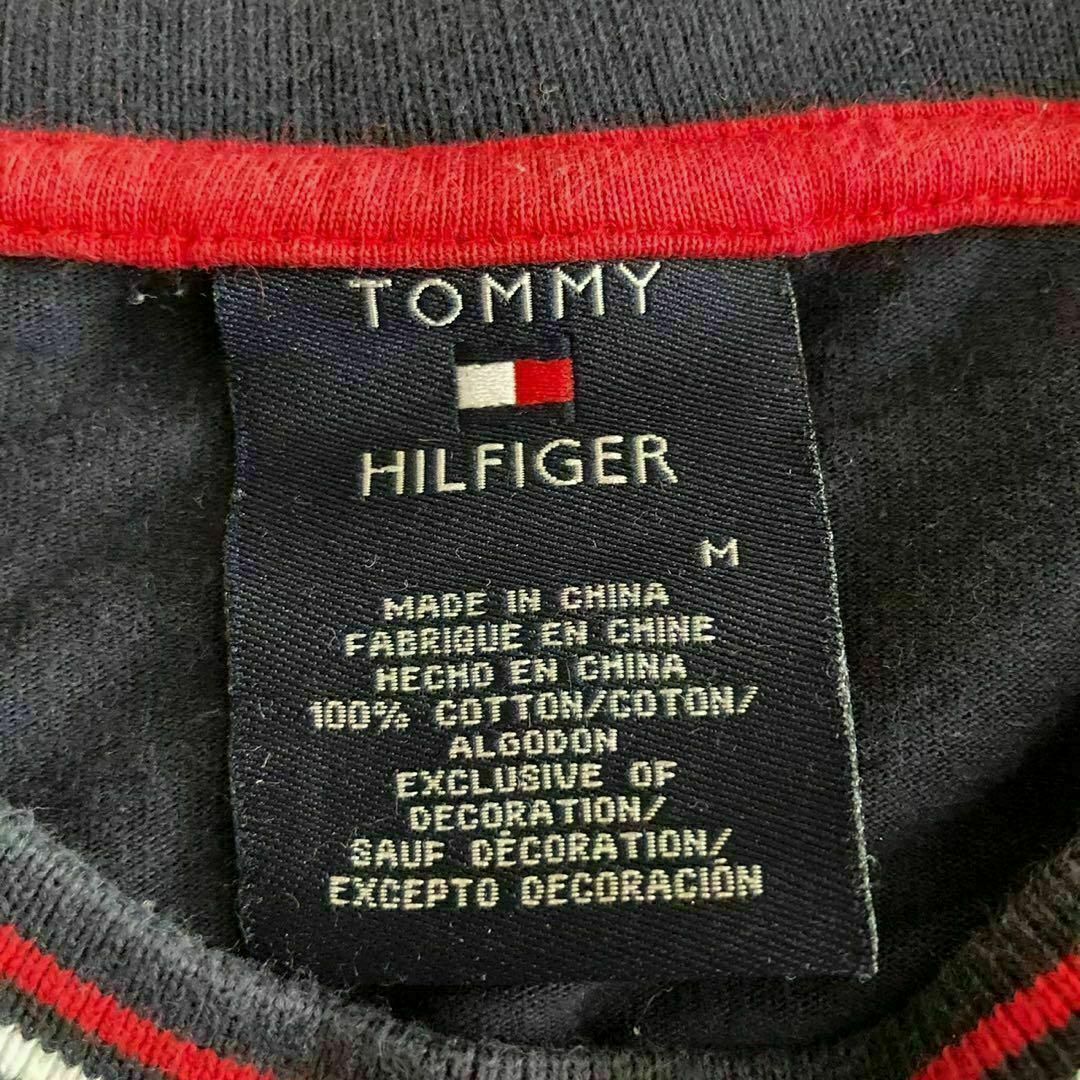 TOMMY
HILFIGER
M
MADE IN CHINA
FABRIQUE EN CHINE
HECHO EN CHINA
100% COTTON/COTON/
ALGODON
EXCLUSIVE OF
DECORATION/
SAUF DÉCORATION/
EXCEPTO DECORACIÓN